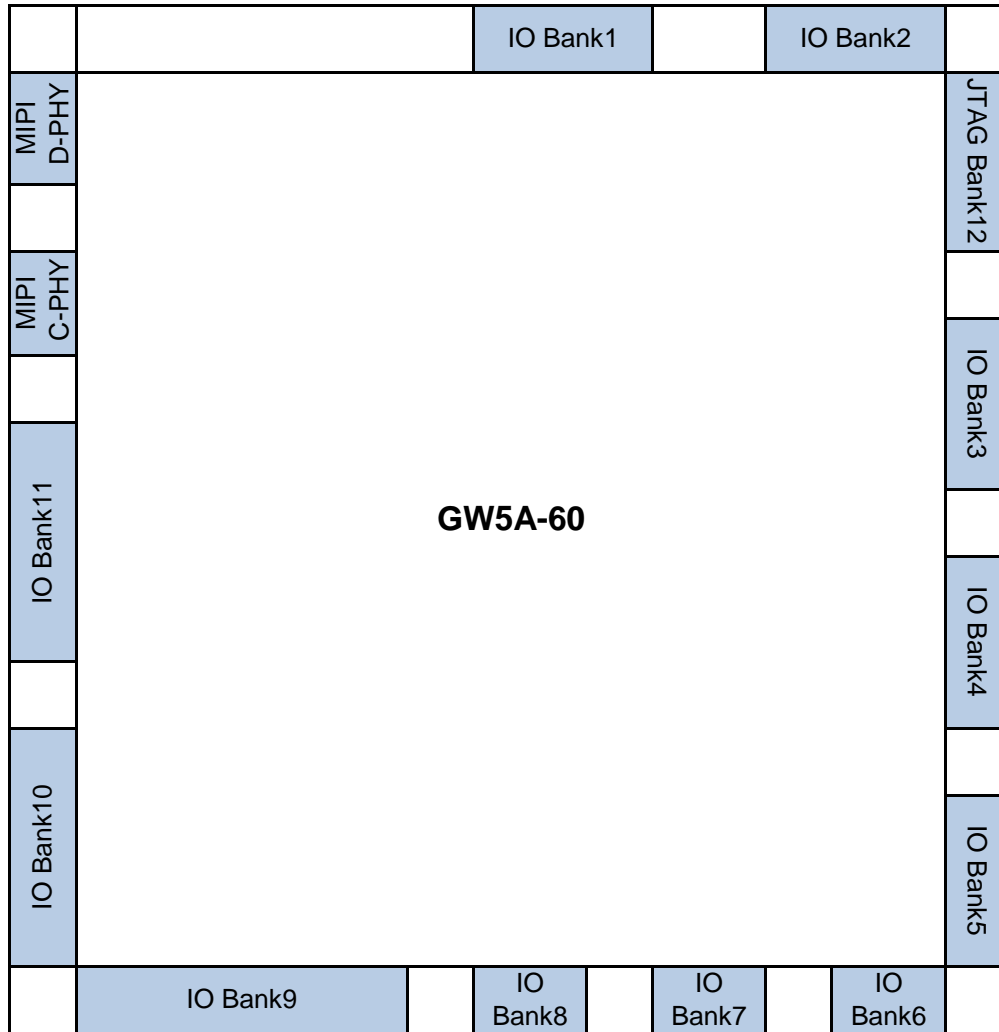 IO Bank1
IO Bank2
MIPI
D-PHY
JTAG Bank12
MIPI
C-PHY
IO Bank3
IO Bank11
GW5A-60
IO Bank4
IO Bank10
IO Bank5
IO Bank9
IO
Bank8
IO
Bank7
IO
Bank6